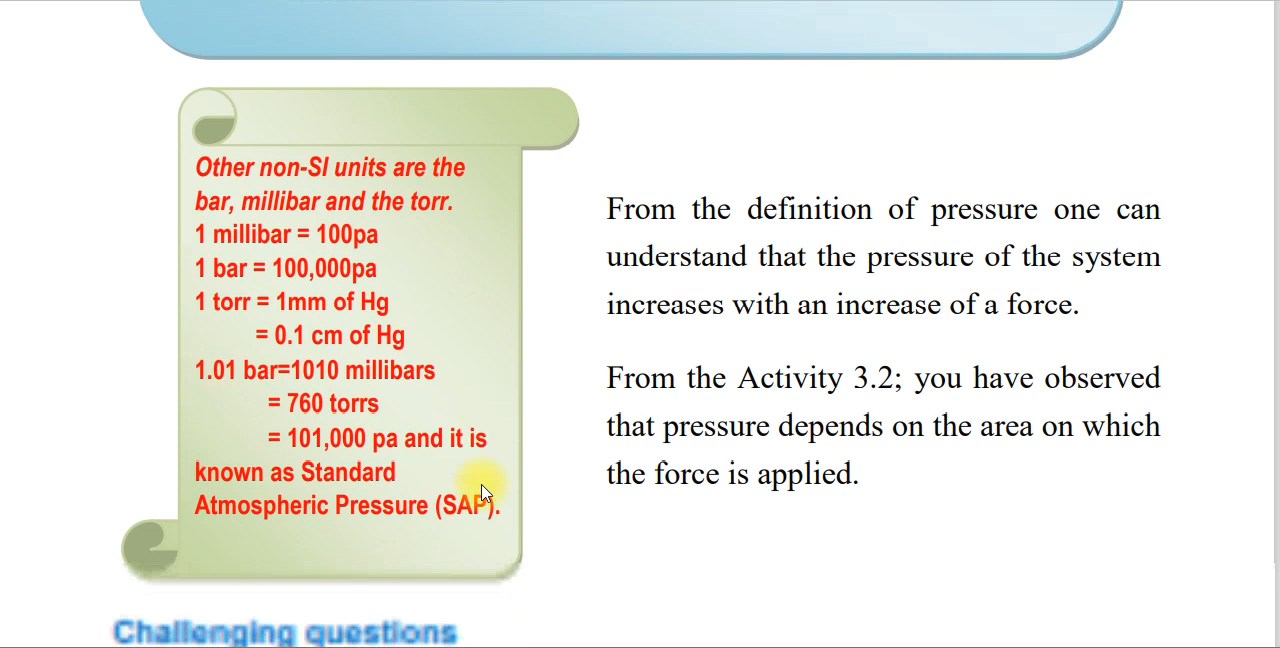 Other non-SI units are the
bar, millibar and the torr.
1 millibar = 100pa
1 bar = 100,000pa
1 torr = 1mm of Hg
= 0.1 cm of Hg
1.01 bar=1010 millibars
= 760 torrs
= 101,000 pa and it is
known as Standard
Atmospheric Pressure (SAP).
From the definition of pressure one can
understand that the pressure of the system
increases with an increase of a force.
From the Activity 3.2; you have observed
that pressure depends on the area on which
the force is applied.
Challenging questions